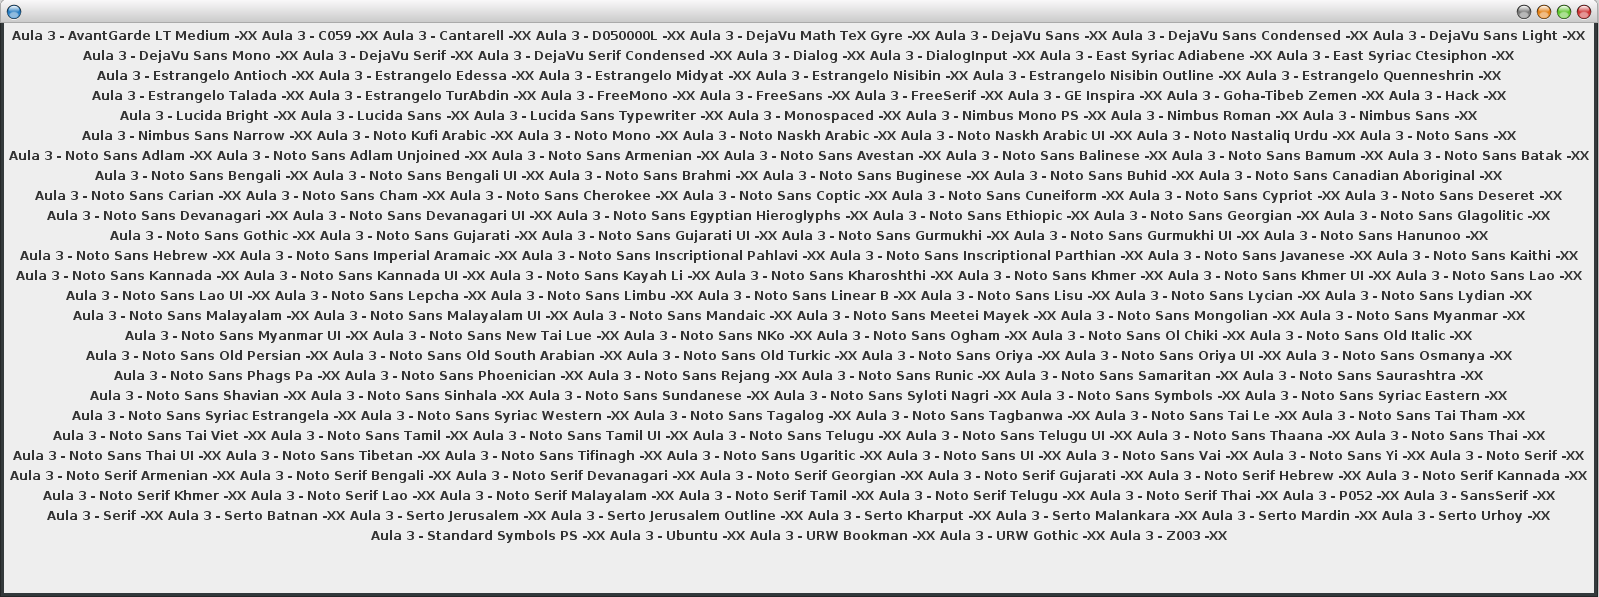 Aula 3 - AvantGarde LT Medium -XX Aula 3 - C059 -XX Aula 3 - Cantarell -XX Aula 3 - D050000L -XX Aula 3 - DejaVu Math TeX Gyre -XX Aula 3 - DejaVu Sans -XX Aula 3 - DejaVu Sans Condensed -XX Aula 3 - DejaVu Sans Light -XX
Aula 3 - DejaVu Sans Mono -XX Aula 3 - DejaVu Serif -XX Aula 3 - DejaVu Serif Condensed -XX Aula 3 - Dialog -XX Aula 3 - DialogInput -XX Aula 3 - East Syriac Adiabene -XX Aula 3 - East Syriac Ctesiphon -XX
Aula 3 - Estrangelo Antioch -XX Aula 3 - Estrangelo Edessa -XX Aula 3 - Estrangelo Midyat -XX Aula 3 - Estrangelo Nisibin -XX Aula 3 - Estrangelo Nisibin Outline -XX Aula 3 - Estrangelo Quenneshrin -XX
Aula 3 - Estrangelo Talada -XX Aula 3 - Estrangelo TurAbdin -XX Aula 3 - FreeMono -XX Aula 3 - FreeSans -XX Aula 3 - FreeSerif -XX Aula 3 - GE Inspira -XX Aula 3 - Goha-Tibeb Zemen -XX Aula 3 - Hack -XX
Aula 3 - Lucida Bright -XX Aula 3 - Lucida Sans -XX Aula 3 - Lucida Sans Typewriter -XX Aula 3 - Monospaced -XX Aula 3 - Nimbus Mono PS -XX Aula 3 - Nimbus Roman -XX Aula 3 - Nimbus Sans -XX
Aula 3 - Nimbus Sans Narrow -XX Aula 3 - Noto Kufi Arabic -XX Aula 3 - Noto Mono -XX Aula 3 - Noto Naskh Arabic -XX Aula 3 - Noto Naskh Arabic UI -XX Aula 3 - Noto Nastaliq Urdu -XX Aula 3 - Noto Sans -XX
Aula 3 - Noto Sans Adlam -XX Aula 3 - Noto Sans Adlam Unjoined -XX Aula 3 - Noto Sans Armenian -XX Aula 3 - Noto Sans Avestan -XX Aula 3 - Noto Sans Balinese -XX Aula 3 - Noto Sans Bamum -XX Aula 3 - Noto Sans Batak -XX
Aula 3 - Noto Sans Bengali -XX Aula 3 - Noto Sans Bengali UI -XX Aula 3 - Noto Sans Brahmi -XX Aula 3 - Noto Sans Buginese -XX Aula 3 - Noto Sans Buhid -XX Aula 3 - Noto Sans Canadian Aboriginal -XX
Aula 3 - Noto Sans Carian -XX Aula 3 - Noto Sans Cham -XX Aula 3 - Noto Sans Cherokee -XX Aula 3 - Noto Sans Coptic -XX Aula 3 - Noto Sans Cuneiform -XX Aula 3 - Noto Sans Cypriot -XX Aula 3 - Noto Sans Deseret -XX
Aula 3 - Noto Sans Devanagari -XX Aula 3 - Noto Sans Devanagari UI -XX Aula 3 - Noto Sans Egyptian Hieroglyphs -XX Aula 3 - Noto Sans Ethiopic -XX Aula 3 - Noto Sans Georgian -XX Aula 3 - Noto Sans Glagolitic -XX
Aula 3 - Noto Sans Gothic -XX Aula 3 - Noto Sans Gujarati -XX Aula 3 - Noto Sans Gujarati UI -XX Aula 3 - Noto Sans Gurmukhi -XX Aula 3 - Noto Sans Gurmukhi UI -XX Aula 3 - Noto Sans Hanunoo -XX
Aula 3 - Noto Sans Hebrew -XX Aula 3 - Noto Sans Imperial Aramaic -XX Aula 3 - Noto Sans Inscriptional Pahlavi -XX Aula 3 - Noto Sans Inscriptional Parthian -XX Aula 3 - Noto Sans Javanese -XX Aula 3 - Noto Sans Kaithi -XX
Aula 3 - Noto Sans Kannada -XX Aula 3 - Noto Sans Kannada UI -XX Aula 3 - Noto Sans Kayah Li -XX Aula 3 - Noto Sans Kharoshthi -XX Aula 3 - Noto Sans Khmer -XX Aula 3 - Noto Sans Khmer UI -XX Aula 3 - Noto Sans Lao -XX
Aula 3 - Noto Sans Lao UI -XX Aula 3 - Noto Sans Lepcha -XX Aula 3 - Noto Sans Limbu -XX Aula 3 - Noto Sans Linear B -XX Aula 3 - Noto Sans Lisu -XX Aula 3 - Noto Sans Lycian -XX Aula 3 - Noto Sans Lydian -XX
Aula 3 - Noto Sans Malayalam -XX Aula 3 - Noto Sans Malayalam UI -XX Aula 3 - Noto Sans Mandaic -XX Aula 3 - Noto Sans Meetei Mayek -XX Aula 3 - Noto Sans Mongolian -XX Aula 3 - Noto Sans Myanmar -XX
Aula 3 - Noto Sans Myanmar UI -XX Aula 3 - Noto Sans New Tai Lue -XX Aula 3 - Noto Sans NKo -XX Aula 3 - Noto Sans Ogham -XX Aula 3 - Noto Sans Ol Chiki -XX Aula 3 - Noto Sans Old Italic -XX
Aula 3 - Noto Sans Old Persian -XX Aula 3 - Noto Sans Old South Arabian -XX Aula 3 - Noto Sans Old Turkic -XX Aula 3 - Noto Sans Oriya -XX Aula 3 - Noto Sans Oriya UI -XX Aula 3 - Noto Sans Osmanya -XX
Aula 3 - Noto Sans Phags Pa -XX Aula 3 - Noto Sans Phoenician -XX Aula 3 - Noto Sans Rejang -XX Aula 3 - Noto Sans Runic -XX Aula 3 - Noto Sans Samaritan -XX Aula 3 - Noto Sans Saurashtra -XX
Aula 3 - Noto Sans Shavian -XX Aula 3 - Noto Sans Sinhala -XX Aula 3 - Noto Sans Sundanese -XX Aula 3 - Noto Sans Syloti Nagri -XX Aula 3 - Noto Sans Symbols -XX Aula 3 - Noto Sans Syriac Eastern -XX
Aula 3 - Noto Sans Syriac Estrangela -XX Aula 3 - Noto Sans Syriac Western -XX Aula 3 - Noto Sans Tagalog -XX Aula 3 - Noto Sans Tagbanwa -XX Aula 3 - Noto Sans Tai Le -XX Aula 3 - Noto Sans Tai Tham -XX
Aula 3 - Noto Sans Tai Viet -XX Aula 3 - Noto Sans Tamil -XX Aula 3 - Noto Sans Tamil UI -XX Aula 3 - Noto Sans Telugu -XX Aula 3 - Noto Sans Telugu UI -XX Aula 3 - Noto Sans Thaana -XX Aula 3 - Noto Sans Thai -XX
Aula 3 - Noto Sans Thai UI -XX Aula 3 - Noto Sans Tibetan -XX Aula 3 - Noto Sans Tifinagh -XX Aula 3 - Noto Sans Ugaritic -XX Aula 3 - Noto Sans UI -XX Aula 3 - Noto Sans Vai -XX Aula 3 - Noto Sans Yi -XX Aula 3 - Noto Serif -XX
Aula 3 - Noto Serif Armenian -XX Aula 3 - Noto Serif Bengali -XX Aula 3 - Noto Serif Devanagari -XX Aula 3 - Noto Serif Georgian -XX Aula 3 - Noto Serif Gujarati -XX Aula 3 - Noto Serif Hebrew -XX Aula 3 - Noto Serif Kannada -XX
Aula 3 - Noto Serif Khmer -XX Aula 3 - Noto Serif Lao -XX Aula 3 - Noto Serif Malayalam -XX Aula 3 - Noto Serif Tamil -XX Aula 3 - Noto Serif Telugu -XX Aula 3 - Noto Serif Thai -XX Aula 3 - P052 -XX Aula 3 - SansSerif -XX
Aula 3 - Serif -XX Aula 3 - Serto Batnan -XX Aula 3 - Serto Jerusalem -XX Aula 3 - Serto Jerusalem Outline -XX Aula 3 - Serto Kharput -XX Aula 3 - Serto Malankara -XX Aula 3 - Serto Mardin -XX Aula 3 - Serto Urhoy -XX
Aula 3 - Standard Symbols PS -XX Aula 3 - Ubuntu -XX Aula 3 - URW Bookman -XX Aula 3 - URW Gothic -XX Aula 3 - Z003 -XX